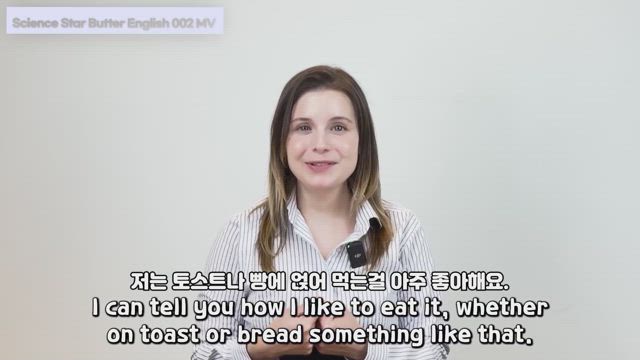 Science Star Butter English 002 MV
저는 토스트나 빵에 얹어 먹는걸 아주 좋아해요.
I can tell you how I like to eat it, whether
on toast or bread something like that.